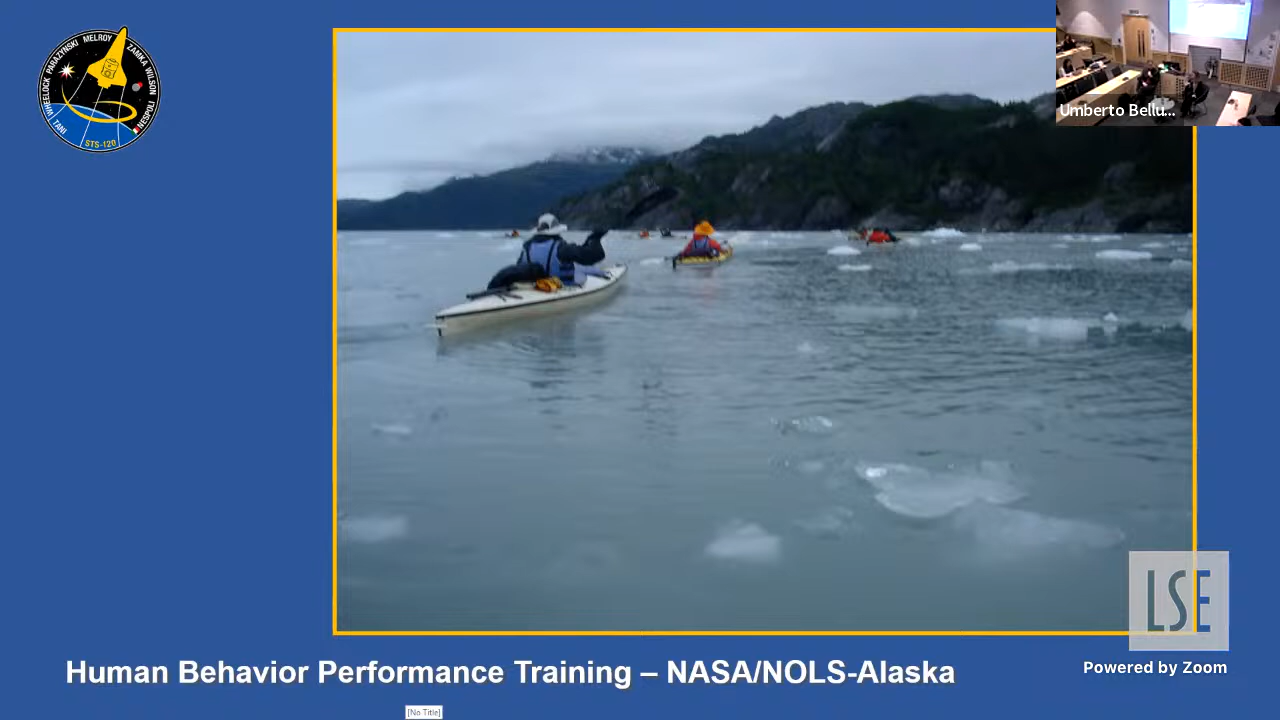 WHEELOCK PARAZYNSKI MELROY ZAMKA WILSON
TANI
NESPOLI
STS-120
Umberto Bellu...
LSE
Powered by Zoom
Human Behavior Performance Training – NASA/NOLS-Alaska
[No Title]